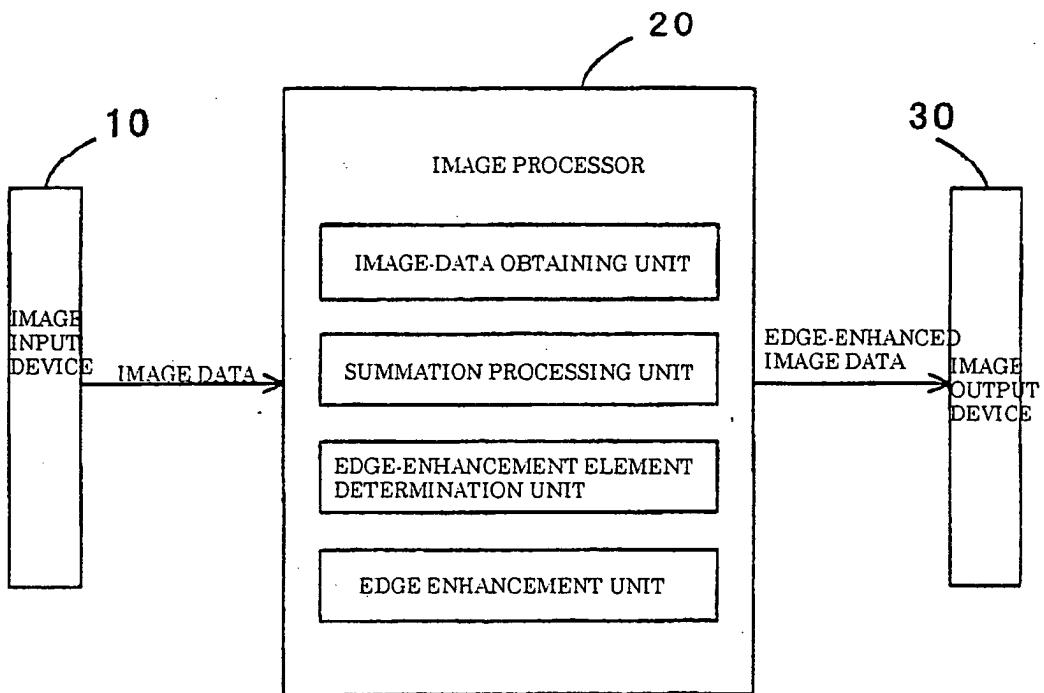 20
10
30
IMAGE PROCESSOR
IMAGE-DATA OBTAINING UNIT
IMAGE
INPUT
DEVICE
IMAGE DATA
SUMMATION PROCESSING UNIT
EDGE-ENHANCED
IMAGE DATA
IMAGE
OUTPUT
DEVICE
EDGE-ENHANCEMENT ELEMENT
DETERMINATION UNIT
EDGE ENHANCEMENT UNIT